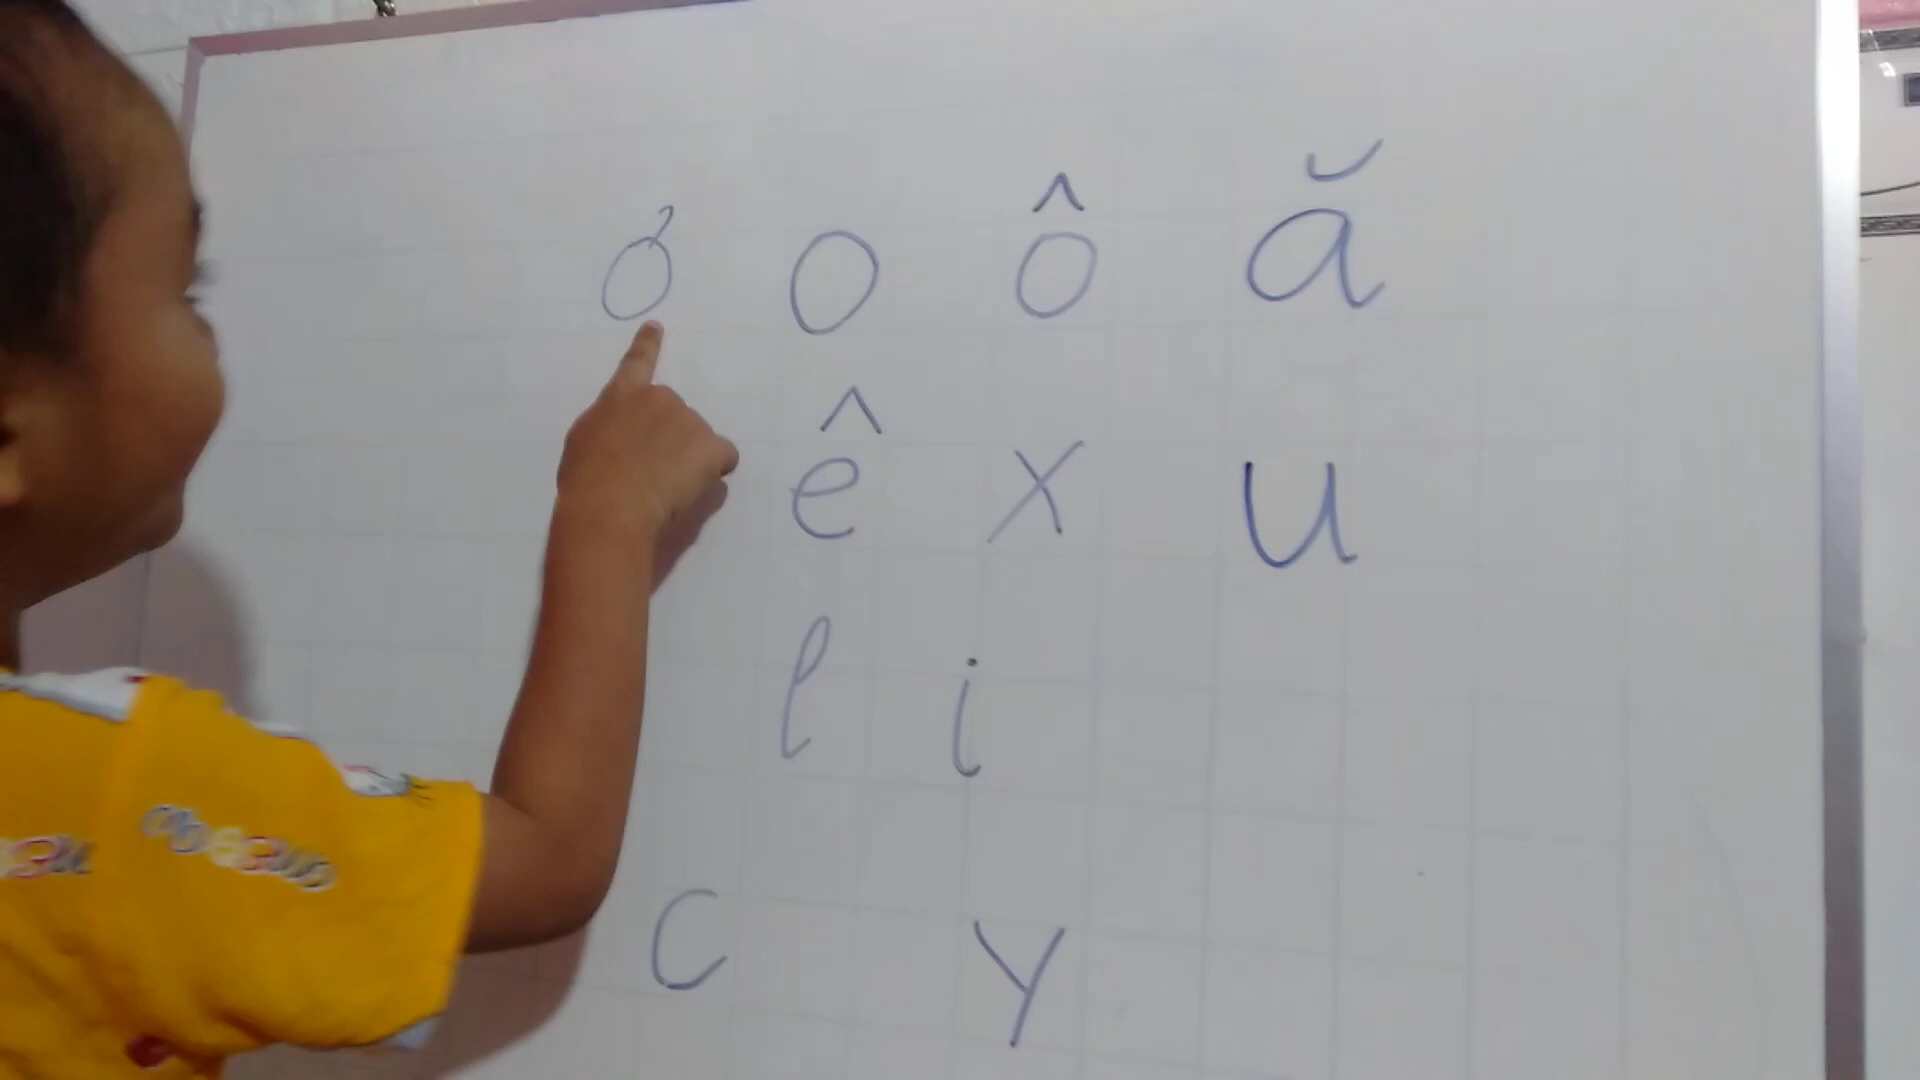 ơ o ô ă
ê x u
l i
c y